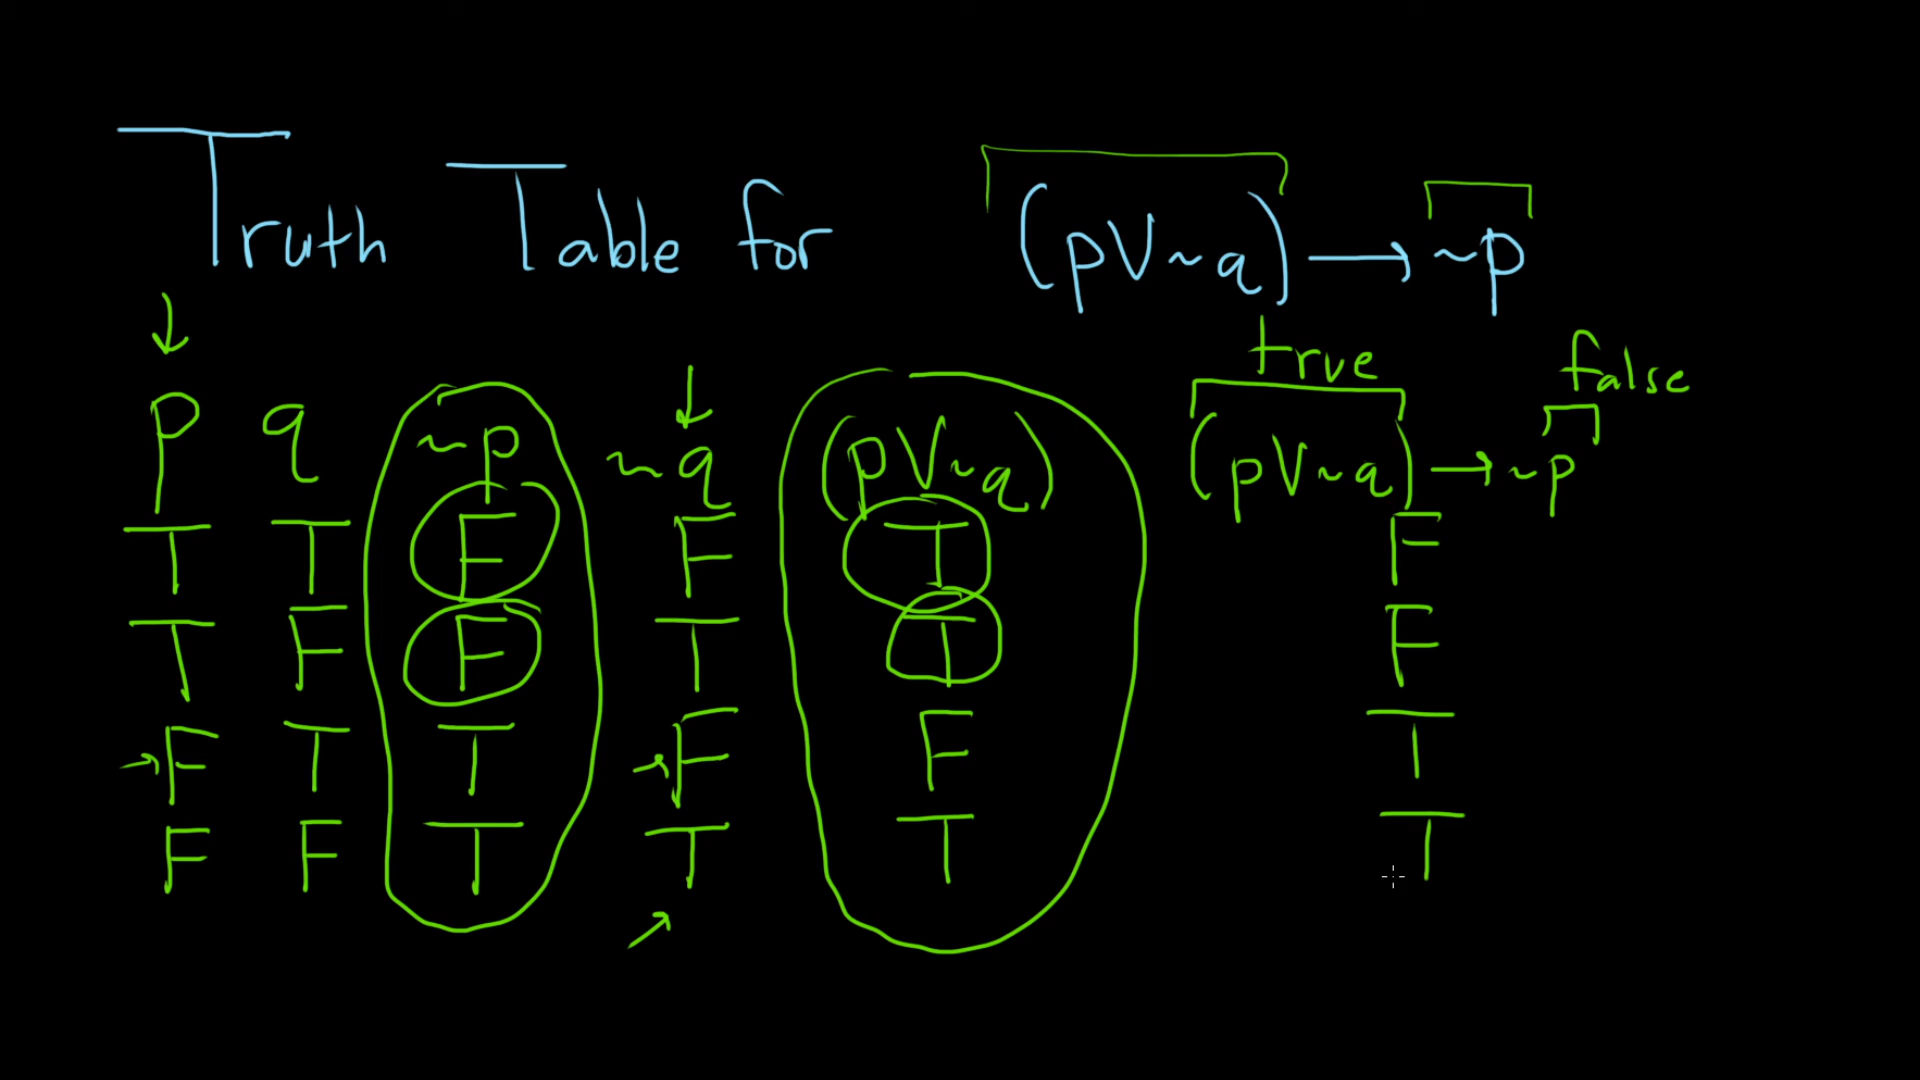 Truth Table for (pV~q)→~p
true false
p q ~p ~q (pV~q) (pV~q)→~p
T T F F T F
T F F T T F
F T T F F T
F F T T T T